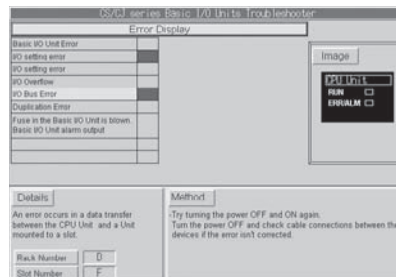 CS/CJ series Basic I/O Units Troubleshooter
Error Display
Basic I/O Unit Error
I/O setting error
I/O setting error
I/O Overflow
I/O Bus Error
Duplication Error
Fuse in the Basic I/O Unit is blown.
Basic I/O Unit alarm output
Image
CPU Unit
RUN
ERR/ALM
Details
An error occurs in a data transfer
between the CPU Unit and a Unit
mounted to a slot.
Rack Number 0
Slot Number F
Method
-Try turning the power OFF and ON again.
Turn the power OFF and check cable connections between the
devices if the error isn't corrected.